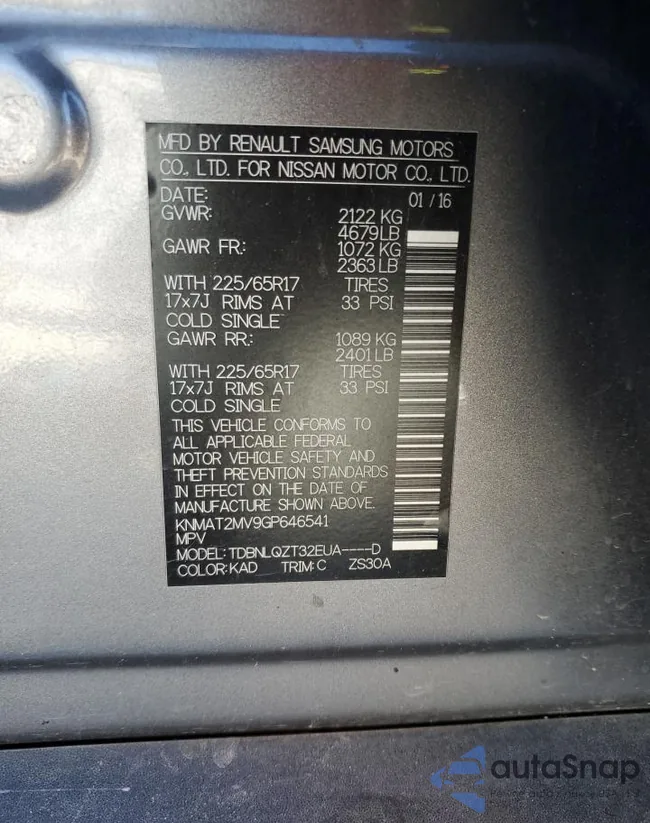 MFD BY RENAULT SAMSUNG MOTORS
CO., LTD. FOR NISSAN MOTOR CO., LTD.
DATE: 01 / 16
GVWR: 2122 KG
4679LB
GAWR FR: 1072 KG
2363 LB
WITH 225/65R17 TIRES
17x7J RIMS AT 33 PSI
COLD SINGLE
GAWR RR: 1089 KG
2401 LB
WITH 225/65R17 TIRES
17x7J RIMS AT 33 PSI
COLD SINGLE
THIS VEHICLE CONFORMS TO
ALL APPLICABLE FEDERAL
MOTOR VEHICLE SAFETY AND
THEFT PREVENTION STANDARDS
IN EFFECT ON THE DATE OF
MANUFACTURE SHOWN ABOVE.
KNMAT2MV9GP646541
MPV
MODEL: TDBNLQZT32EUA----D
COLOR:KAD TRIM:C ZS30A
autaSnap